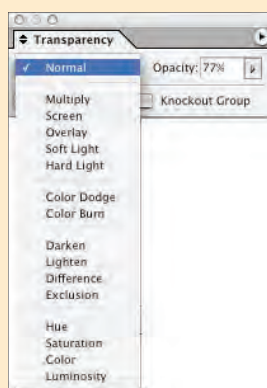 Transparency
Normal
Opacity: 77%
Multiply
Knockout Group
Screen
Overlay
Soft Light
Hard Light
Color Dodge
Color Burn
Darken
Lighten
Difference
Exclusion
Hue
Saturation
Color
Luminosity